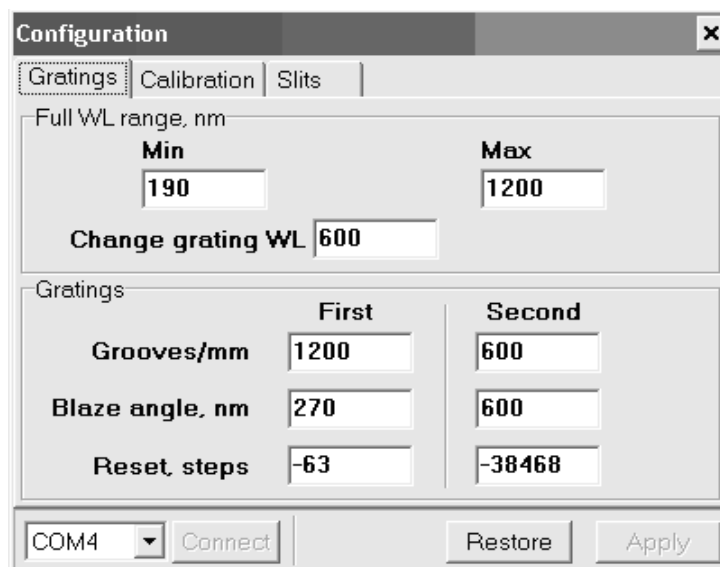 Configuration
Gratings Calibration Slits
Full WL range, nm
Min Max
190 1200
Change grating WL 600
Gratings
First Second
Grooves/mm 1200 600
Blaze angle, nm 270 600
Reset, steps -63 -38468
COM4 Connect Restore Apply